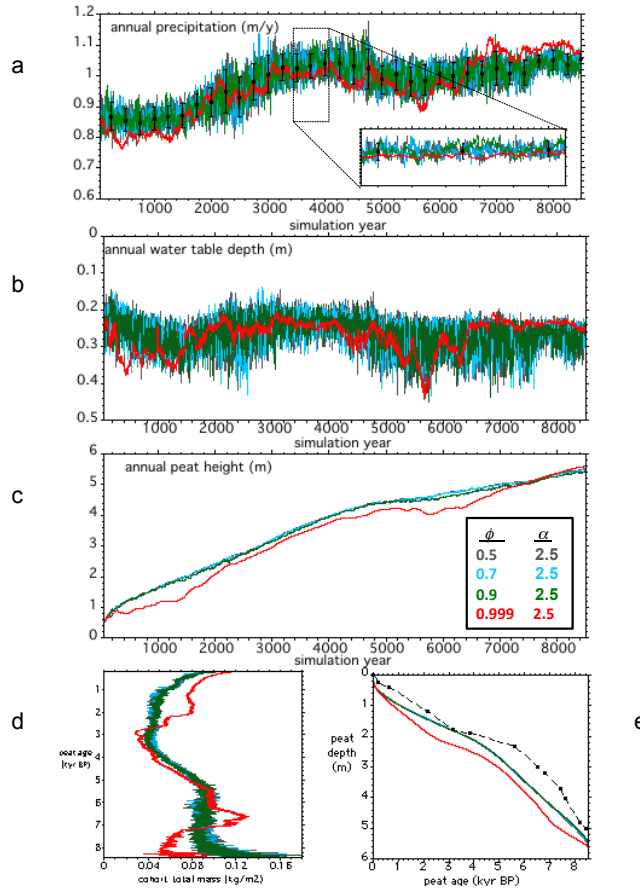 a
annual precipitation (m/y)
1.2
1.1
1.0
0.9
0.8
0.7
0.6
1000 2000 3000 4000 5000 6000 7000 8000
simulation year
b
annual water table depth (m)
0
0.1
0.2
0.3
0.4
0.5
1000 2000 3000 4000 5000 6000 7000 8000
simulation year
c
annual peat height (m)
6
5
4
3
2
1
0
ϕ α
0.5 2.5
0.7 2.5
0.9 2.5
0.999 2.5
1000 2000 3000 4000 5000 6000 7000 8000
simulation year
d
peat age
(kyr BP)
1
2
3
4
5
6
7
8
0 0.04 0.08 0.12 0.16
cohort total mass (kg/m2)
e
peat
depth
(m)
0
1
2
3
4
5
6
0 1 2 3 4 5 6 7 8
peat age (kyr BP)